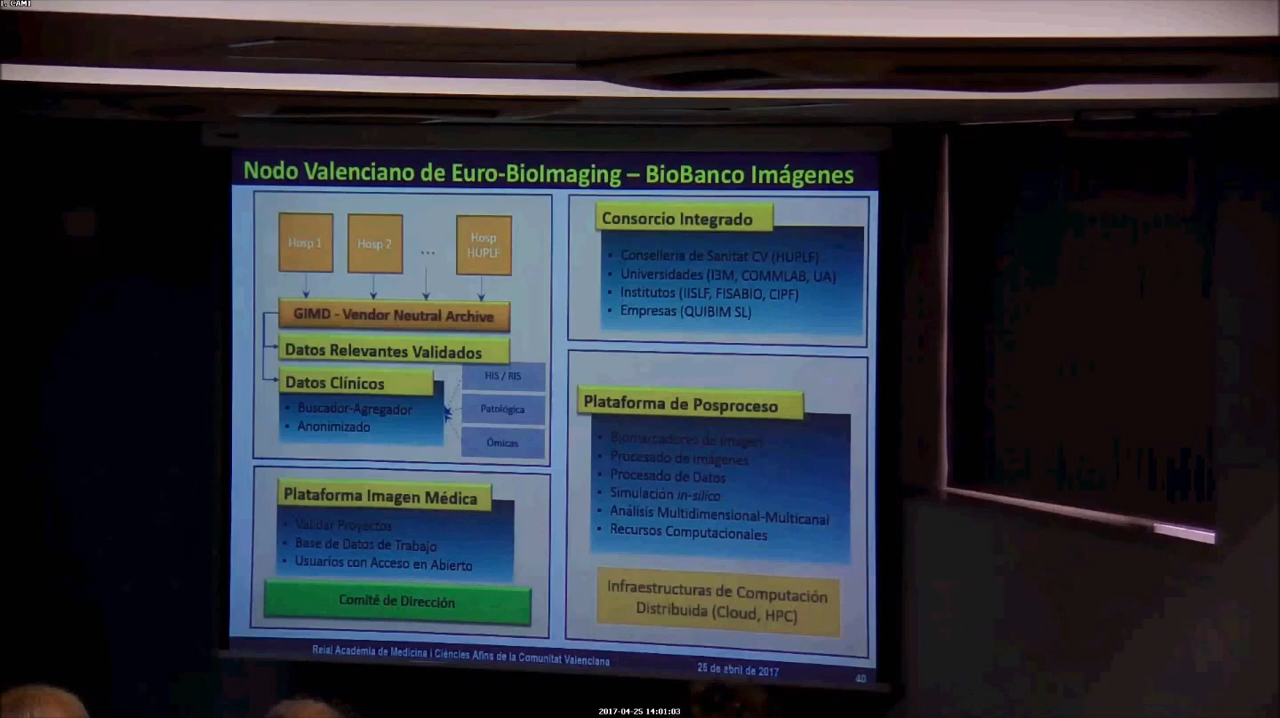 CAM1
Nodo Valenciano de Euro-BioImaging – BioBanco Imágenes
Hosp 1
Hosp 2
...
Hosp
HUPLF
GIMD - Vendor Neutral Archive
Datos Relevantes Validados
Datos Clínicos
• Buscador-Agregador
• Anonimizado
HIS / RIS
Patológica
Ómicas
Plataforma Imagen Médica
• Validar Proyectos
• Base de Datos de Trabajo
• Usuarios con Acceso en Abierto
Comité de Dirección
Consorcio Integrado
• Conselleria de Sanitat CV (HUPLF)
• Universidades (I3M, COMMLAB, UA)
• Institutos (IISLF, FISABIO, CIPF)
• Empresas (QUIBIM SL)
Plataforma de Posproceso
• Biomarcadores de Imagen
• Procesado de Imágenes
• Procesado de Datos
• Simulación in-silico
• Análisis Multidimensional-Multicanal
• Recursos Computacionales
Infraestructuras de Computación
Distribuida (Cloud, HPC)
Reial Acadèmia de Medicina i Ciències Afins de la Comunitat Valenciana
25 de abril de 2017
40
2017-04-25 14:01:03